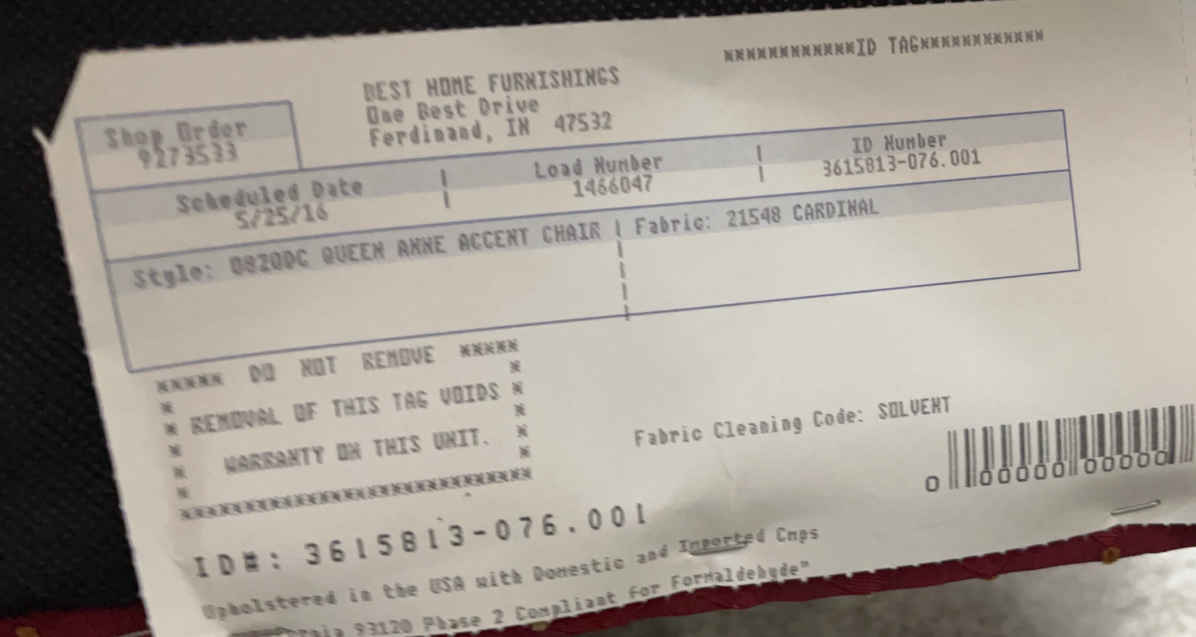 ************ID TAG************
BEST HOME FURNISHINGS
One Best Drive
Ferdinand, IN 47532
Shop Order
9273533
Scheduled Date | Load Number | ID Number
5/25/16 | 1466047 | 3615813-076.001
Style: 0820DC QUEEN ANNE ACCENT CHAIR | Fabric: 21548 CARDINAL
***** DO NOT REMOVE *****
* REMOVAL OF THIS TAG VOIDS *
* WARRANTY ON THIS UNIT. *
*****************************
Fabric Cleaning Code: SOLVENT
0 00000 00000
ID#: 3615813-076.001
Upholstered in the USA with Domestic and Imported Cmps
93120 Phase 2 Compliant for Formaldehyde"